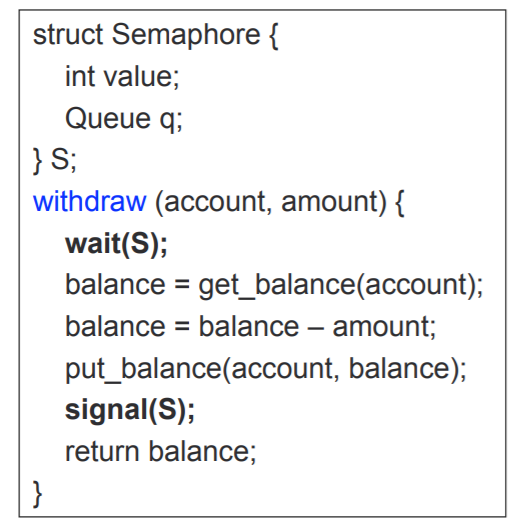 struct Semaphore {
int value;
Queue q;
} S;
withdraw (account, amount) {
wait(S);
balance = get_balance(account);
balance = balance – amount;
put_balance(account, balance);
signal(S);
return balance;
}